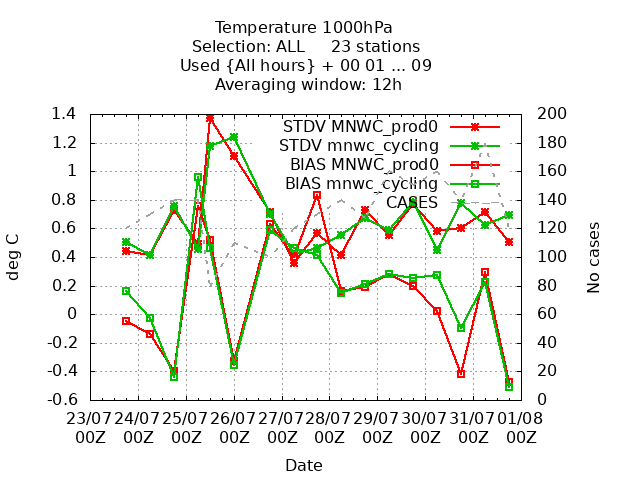 Temperature 1000hPa
Selection: ALL 23 stations
Used {All hours} + 00 01 ... 09
Averaging window: 12h
1.4
1.2
1
0.8
0.6
0.4
0.2
0
-0.2
-0.4
-0.6
deg C
STDV MNWC_prod0
STDV mnwc_cycling
BIAS MNWC_prod0
BIAS mnwc_cycling
CASES
200
180
160
140
120
100
80
60
40
20
0
No cases
23/07 24/07 25/07 26/07 27/07 28/07 29/07 30/07 31/07 01/08
00Z 00Z 00Z 00Z 00Z 00Z 00Z 00Z 00Z 00Z
Date